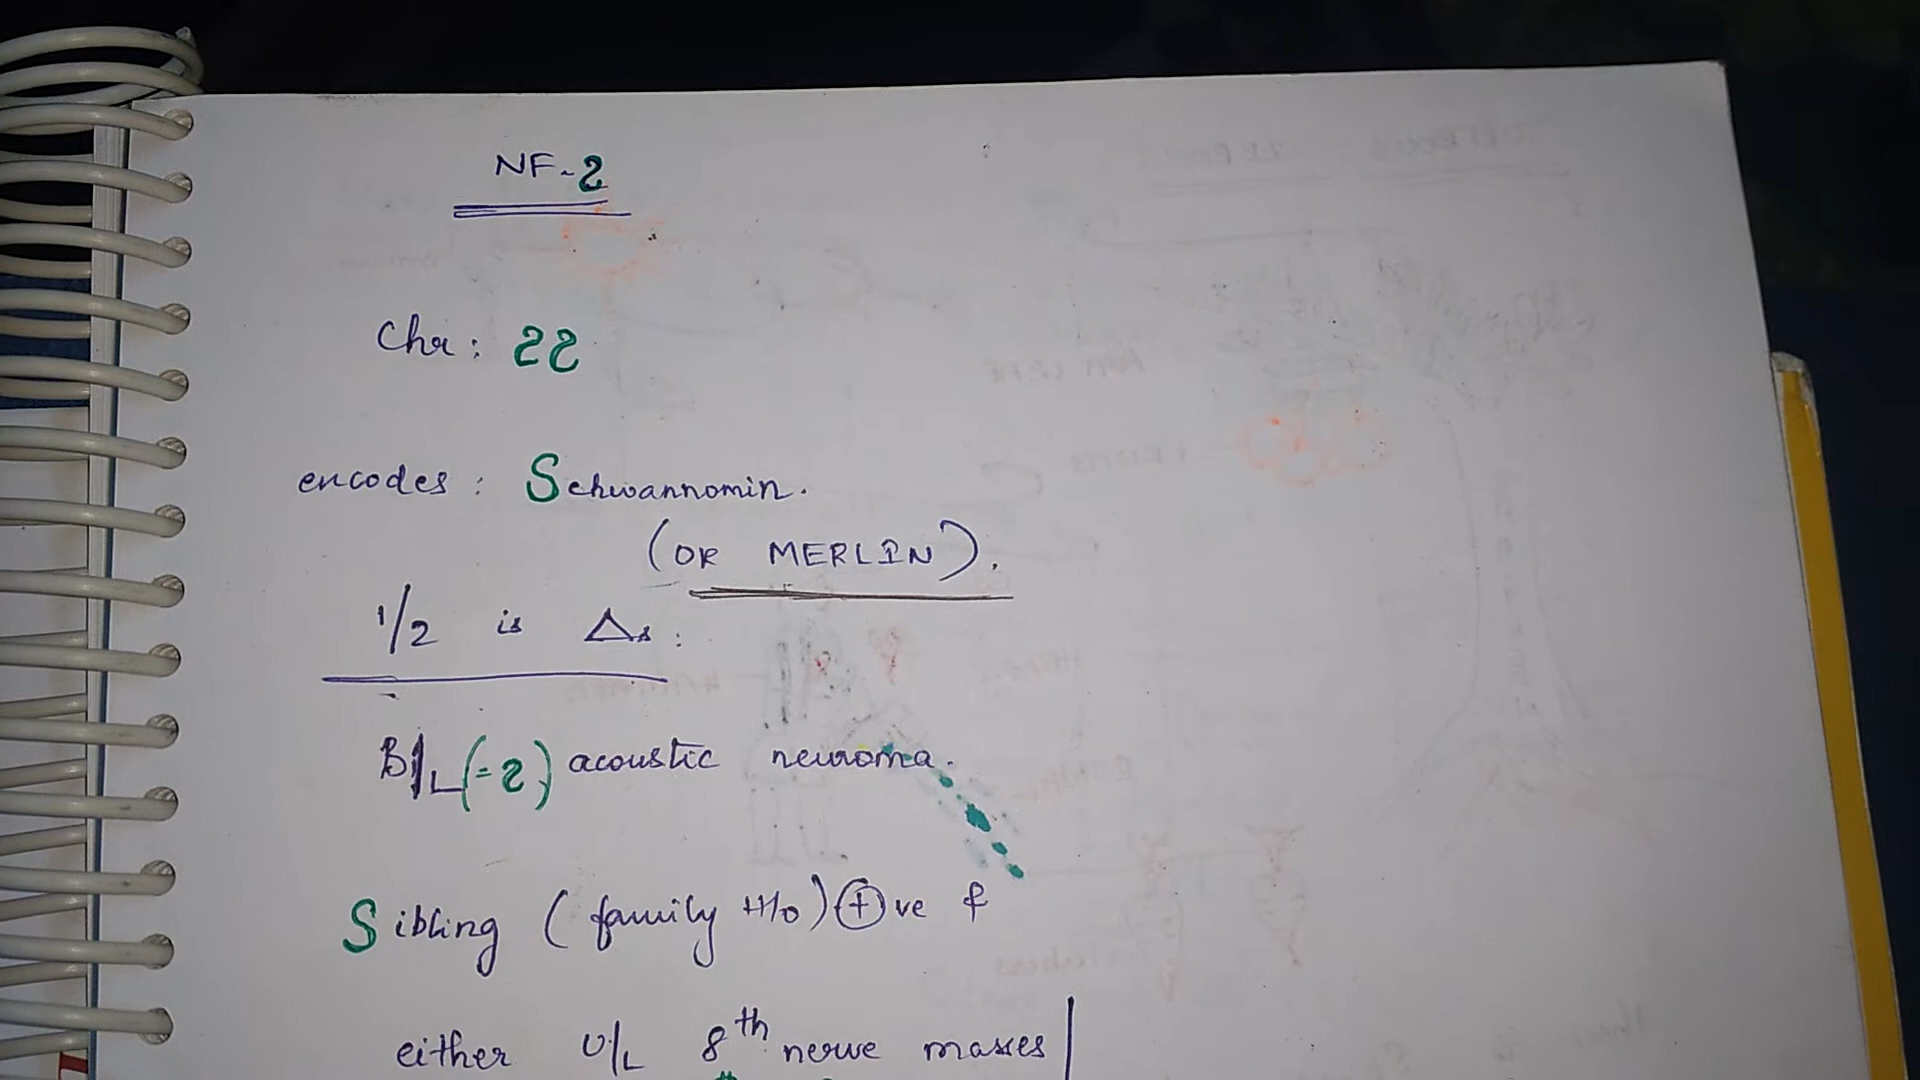 NF-2
Chr: 22
encodes: Schwannomin.
(OR MERLIN).
1/2 is Δs:
B/L (=2) acoustic neuroma.
Sibling (family H/o) ⊕ve &
either U/L 8th nerve masses